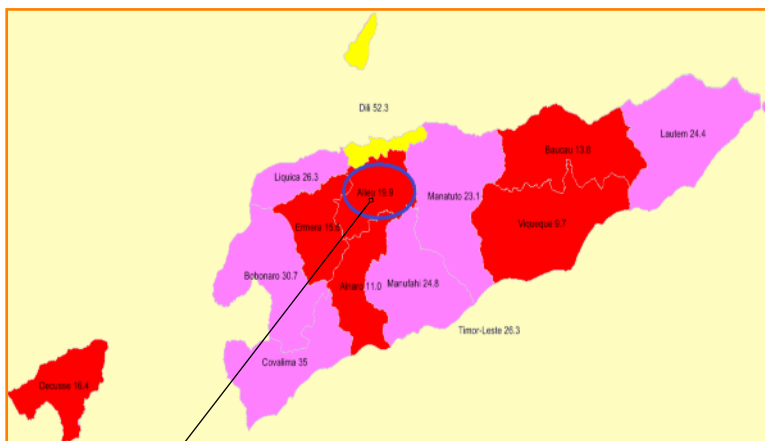 Dili 52.3
Lautem 24.4
Baucau 13.8
Liquica 26.3
Aileu 19.9
Manatuto 23.1
Viqueque 9.7
Bobonaro 30.7
Ainaro 11.0
Manufahi 24.8
Timor-Leste 26.3
Covalima 35
Oecusse 16.4
Ermera